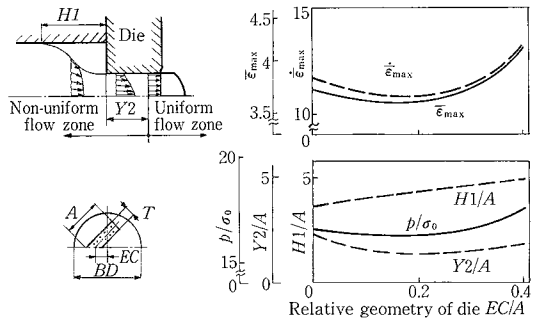 H1
Die
Non-uniform
flow zone
Y2
Uniform
flow zone
A
T
EC
BD
4.5
4
3.5
ε̄max
15
10
0
ε̇̄max
ε̇̄max
ε̄max
20
15
0
p/σ₀
5
0
Y2/A
5
0
H1/A
H1/A
p/σ₀
Y2/A
0
0.2
0.4
Relative geometry of die EC/A